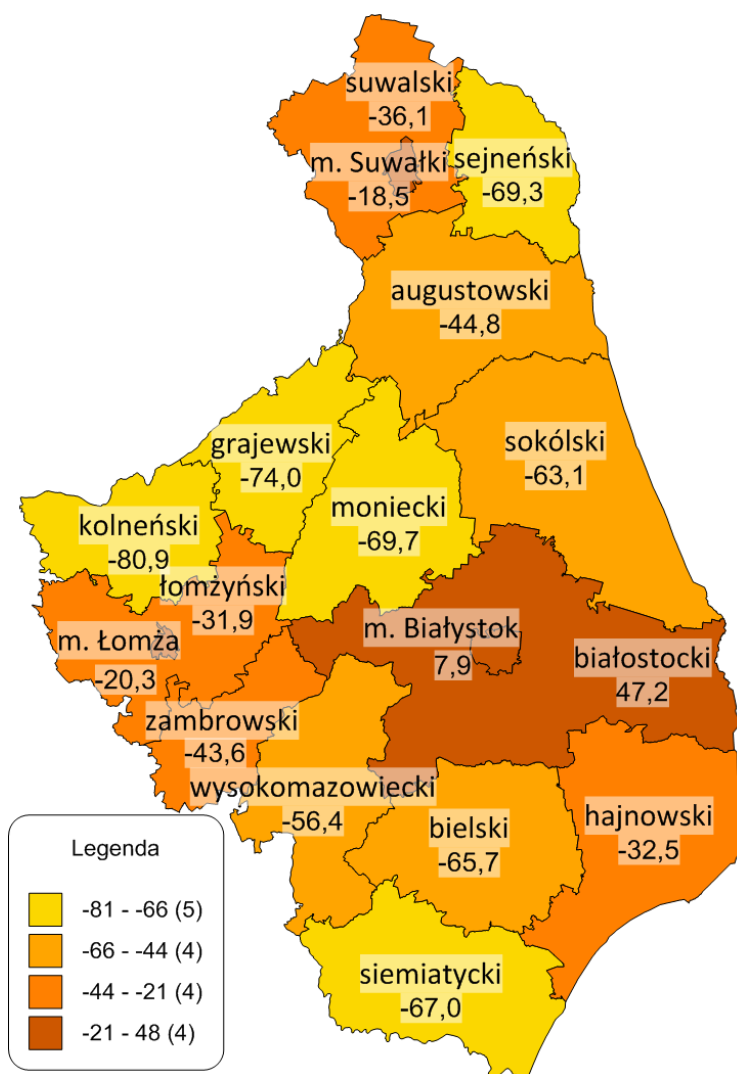 suwalski
-36,1
m. Suwałki
-18,5
sejneński
-69,3
augustowski
-44,8
grajewski
-74,0
sokólski
-63,1
moniecki
-69,7
kolneński
-80,9
łomżyński
-31,9
m. Łomża
-20,3
m. Białystok
7,9
białostocki
47,2
zambrowski
-43,6
wysokomazowiecki
-56,4
bielski
-65,7
hajnowski
-32,5
siemiatycki
-67,0
Legenda
-81 - -66 (5)
-66 - -44 (4)
-44 - -21 (4)
-21 - 48 (4)